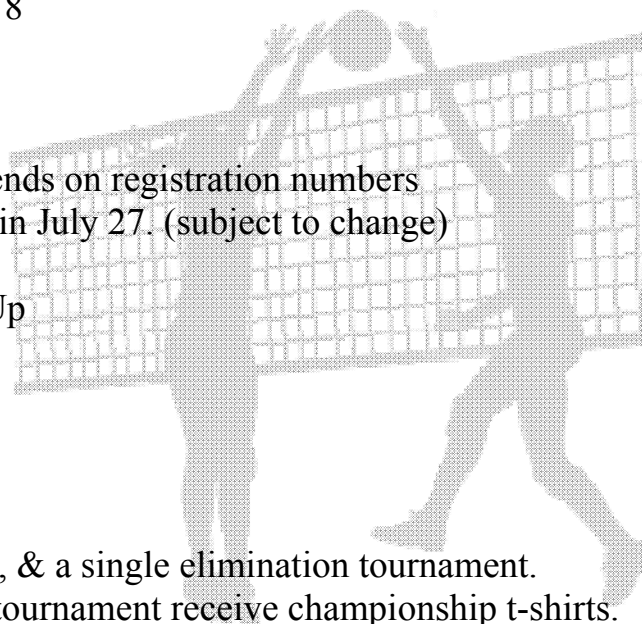 8
ends on registration numbers
in July 27. (subject to change)
Up
, & a single elimination tournament.
tournament receive championship t-shirts.